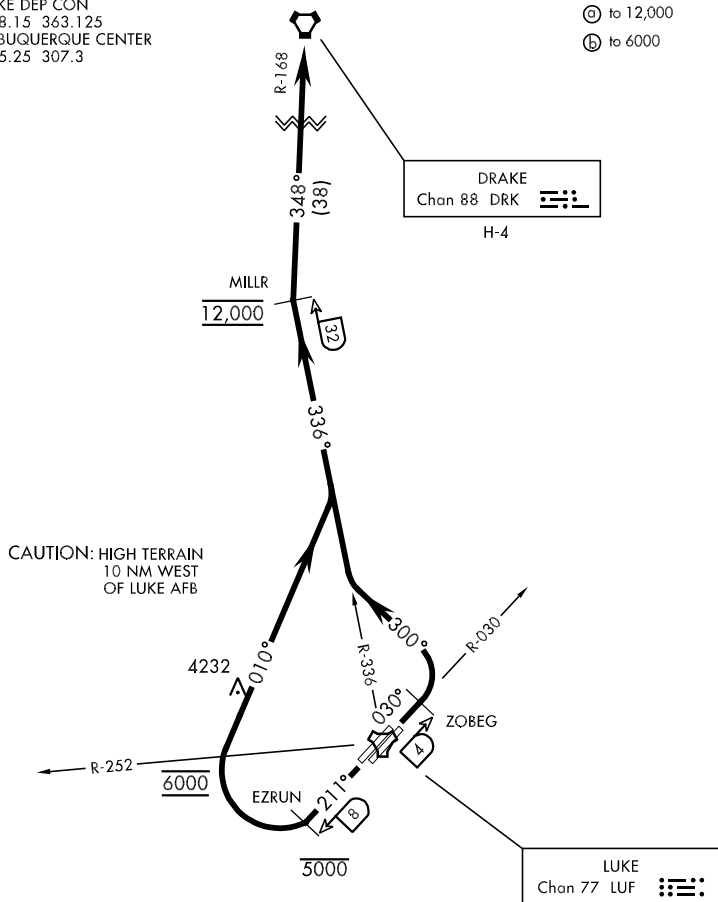 KE DEP CON
8.15 363.125
BUQUERQUE CENTER
5.25 307.3
a to 12,000
b to 6000
R-168
DRAKE
Chan 88 DRK
H-4
348°
(38)
MILLR
12,000
32
336°
CAUTION: HIGH TERRAIN
10 NM WEST
OF LUKE AFB
300°
R-030
R-336
010°
4232
030°
ZOBEG
4
R-252
6000
EZRUN
211°
8
5000
LUKE
Chan 77 LUF